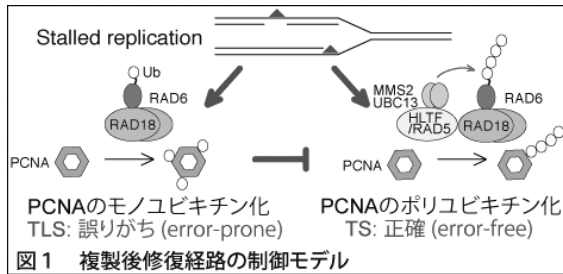 Stalled replication
Ub
RAD6
RAD18
PCNA
MMS2
UBC13
HLTF
/RAD5
RAD6
RAD18
PCNA
PCNAのモノユビキチン化
TLS: 誤りがち (error-prone)
PCNAのポリユビキチン化
TS: 正確 (error-free)
図1 複製後修復経路の制御モデル